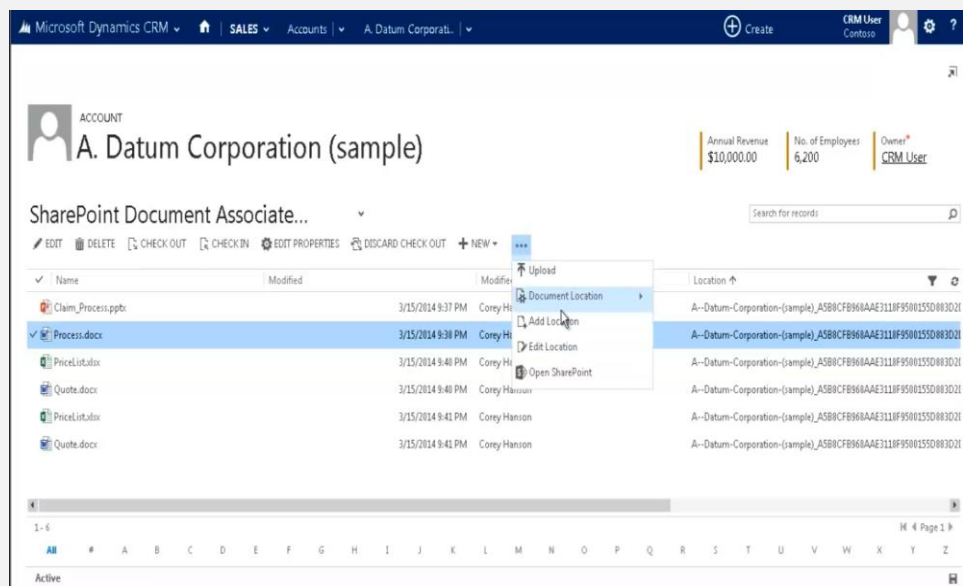 Microsoft Dynamics CRM SALES Accounts A. Datum Corporati.. Create CRM User ?
Contoso
ACCOUNT
A. Datum Corporation (sample)
Annual Revenue No. of Employees Owner*
$10,000.00 6,200 CRM User
SharePoint Document Associate...
Search for records
EDIT DELETE CHECK OUT CHECK IN EDIT PROPERTIES DISCARD CHECK OUT NEW ...
Upload
Name Modified Location
Document Location
Claim_Process.pptx 3/15/2014 9:37 PM Corey
Add Location
Process.docx 3/15/2014 9:38 PM Corey
Edit Location
PriceList.xlsx 3/15/2014 9:40 PM Corey
Open SharePoint
Quote.docx 3/15/2014 9:40 PM Corey Hanson
PriceList.xlsx 3/15/2014 9:41 PM Corey Hanson
Quote.docx 3/15/2014 9:41 PM Corey Hanson
1 - 6 Page 1
All # A B C D E F G H I J K L M N O P Q R S T U V W X Y Z
Active